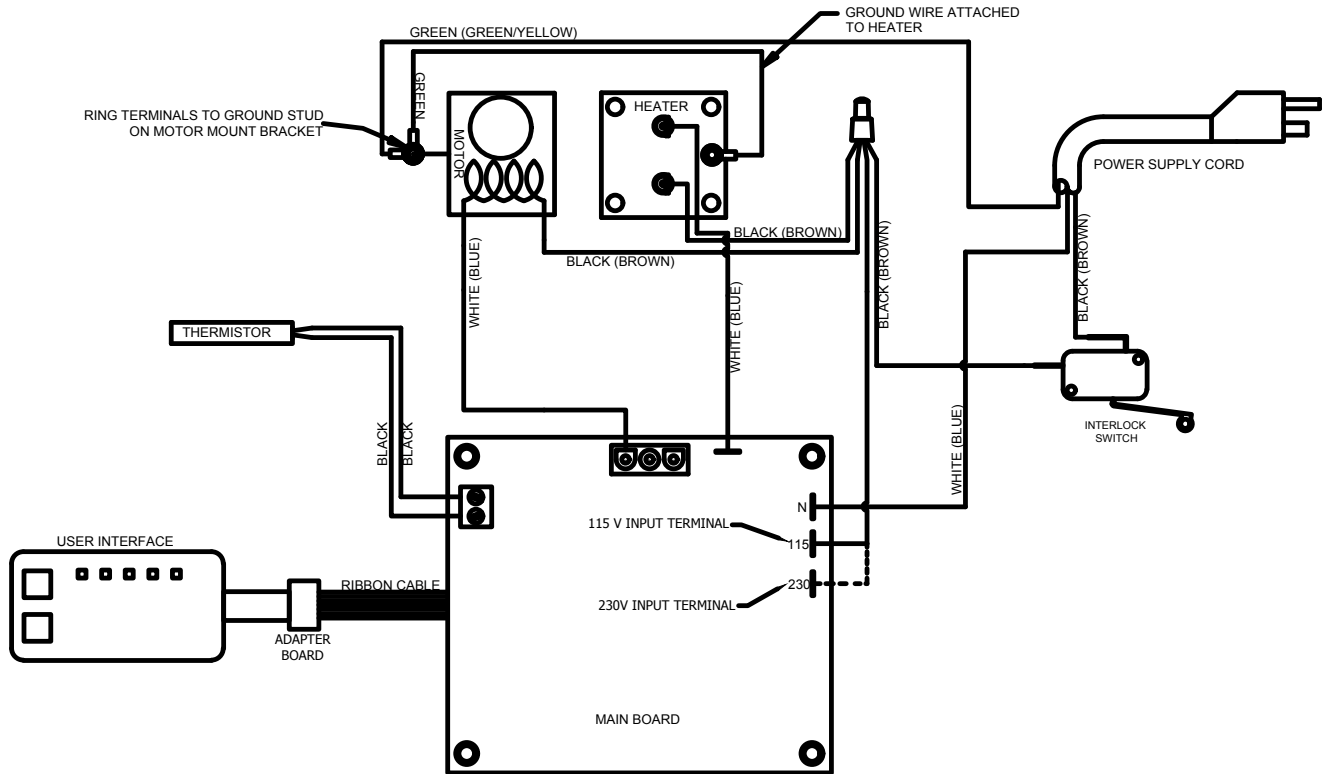 GROUND WIRE ATTACHED
TO HEATER
GREEN (GREEN/YELLOW)
GREEN
RING TERMINALS TO GROUND STUD
ON MOTOR MOUNT BRACKET
MOTOR
HEATER
POWER SUPPLY CORD
BLACK (BROWN)
BLACK (BROWN)
BLACK (BROWN)
BLACK (BROWN)
WHITE (BLUE)
WHITE (BLUE)
THERMISTOR
INTERLOCK
SWITCH
WHITE (BLUE)
BLACK
BLACK
N
115 V INPUT TERMINAL
115
230
230V INPUT TERMINAL
USER INTERFACE
RIBBON CABLE
ADAPTER
BOARD
MAIN BOARD